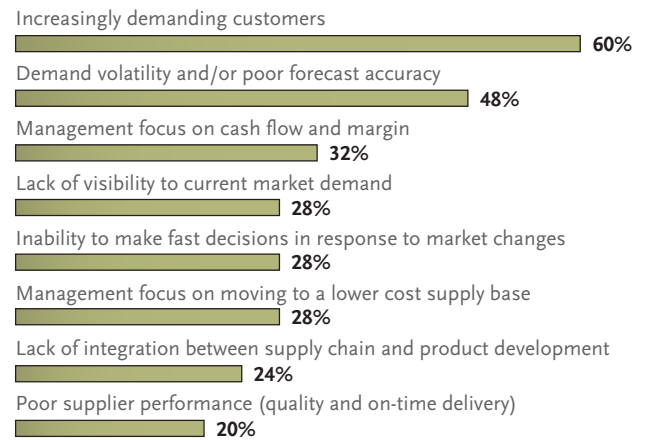 Increasingly demanding customers
60%
Demand volatility and/or poor forecast accuracy
48%
Management focus on cash flow and margin
32%
Lack of visibility to current market demand
28%
Inability to make fast decisions in response to market changes
28%
Management focus on moving to a lower cost supply base
28%
Lack of integration between supply chain and product development
24%
Poor supplier performance (quality and on-time delivery)
20%